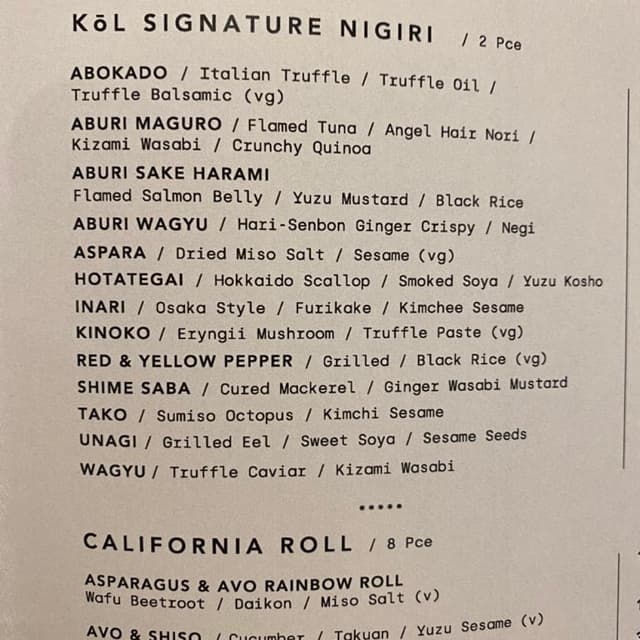 KōL SIGNATURE NIGIRI / 2 Pce
ABOKADO / Italian Truffle / Truffle Oil /
Truffle Balsamic (vg)
ABURI MAGURO / Flamed Tuna / Angel Hair Nori /
Kizami Wasabi / Crunchy Quinoa
ABURI SAKE HARAMI
Flamed Salmon Belly / Yuzu Mustard / Black Rice
ABURI WAGYU / Hari-Senbon Ginger Crispy / Negi
ASPARA / Dried Miso Salt / Sesame (vg)
HOTATEGAI / Hokkaido Scallop / Smoked Soya / Yuzu Kosho
INARI / Osaka Style / Furikake / Kimchee Sesame
KINOKO / Eryngii Mushroom / Truffle Paste (vg)
RED & YELLOW PEPPER / Grilled / Black Rice (vg)
SHIME SABA / Cured Mackerel / Ginger Wasabi Mustard
TAKO / Sumiso Octopus / Kimchi Sesame
UNAGI / Grilled Eel / Sweet Soya / Sesame Seeds
WAGYU / Truffle Caviar / Kizami Wasabi
•••••
CALIFORNIA ROLL / 8 Pce
ASPARAGUS & AVO RAINBOW ROLL
Wafu Beetroot / Daikon / Miso Salt (v)
AVO & SHISO / Cucumber / Takuan / Yuzu Sesame (v)